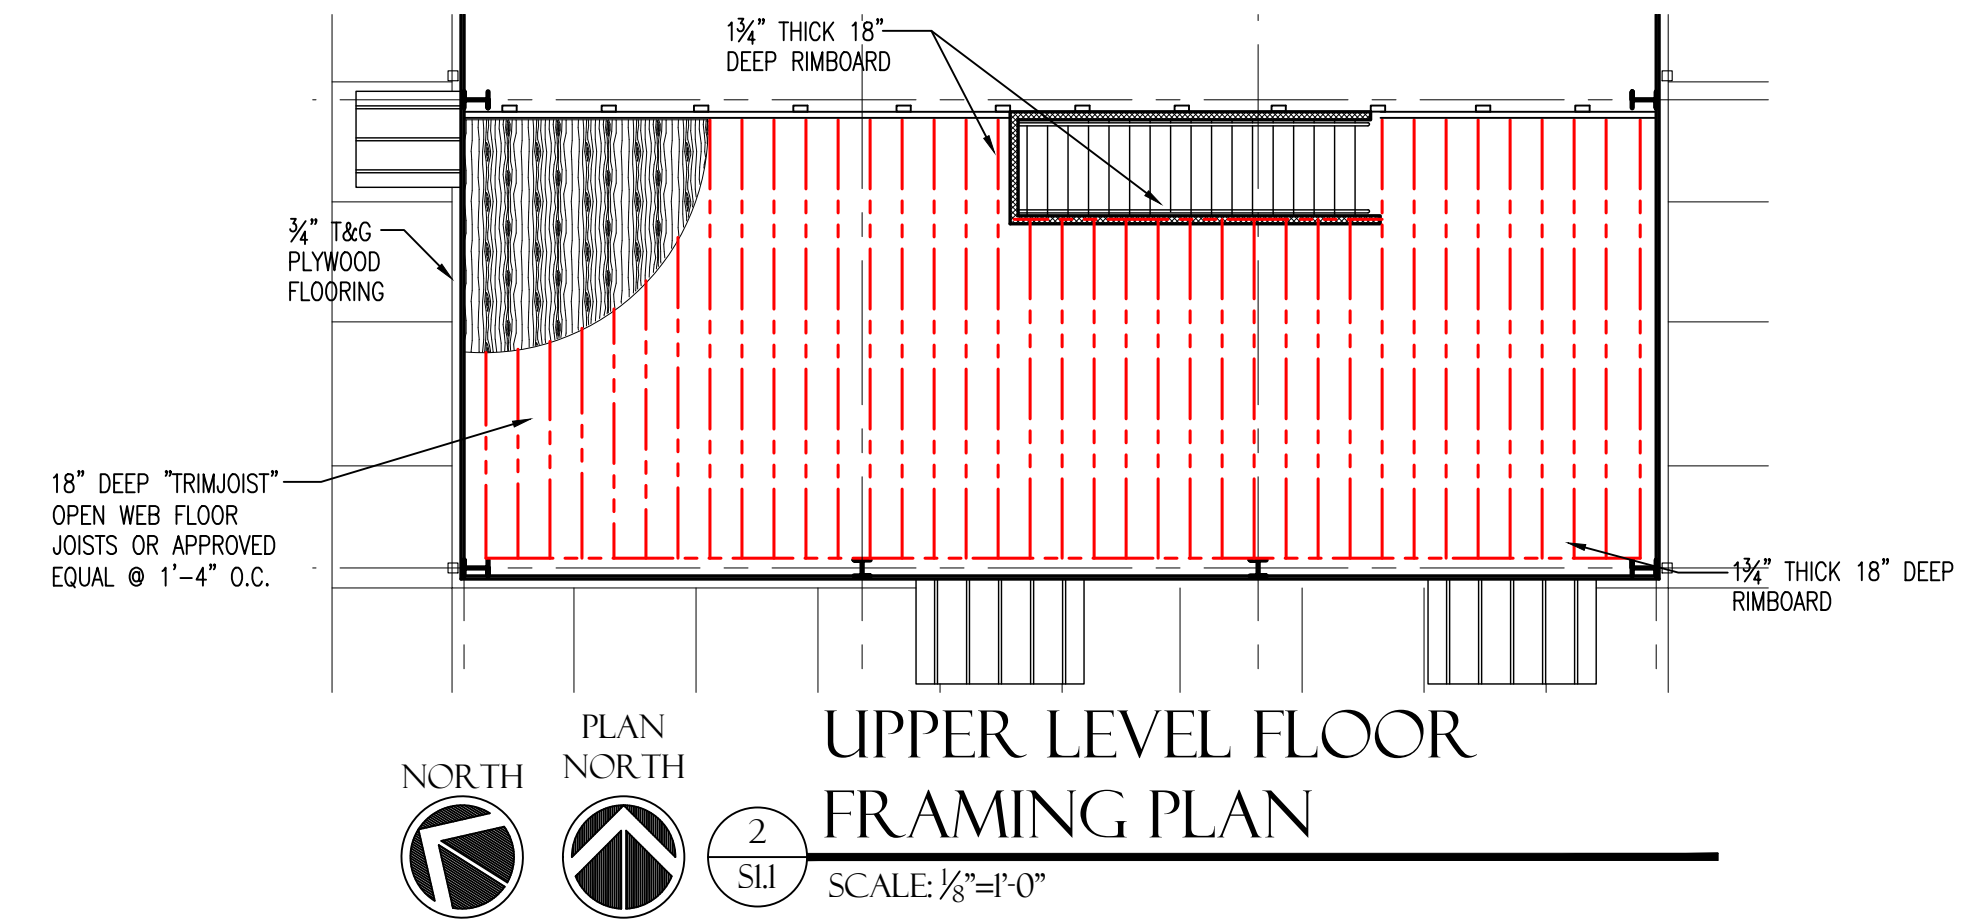 1¾” THICK 18”
DEEP RIMBOARD
¾” T&G
PLYWOOD
FLOORING
18” DEEP "TRIMJOIST”
OPEN WEB FLOOR
JOISTS OR APPROVED
EQUAL @ 1’-4” O.C.
1¾” THICK 18” DEEP
RIMBOARD
NORTH
PLAN
NORTH
2
S1.1
UPPER LEVEL FLOOR
FRAMING PLAN
SCALE: ⅛”=1’-0”